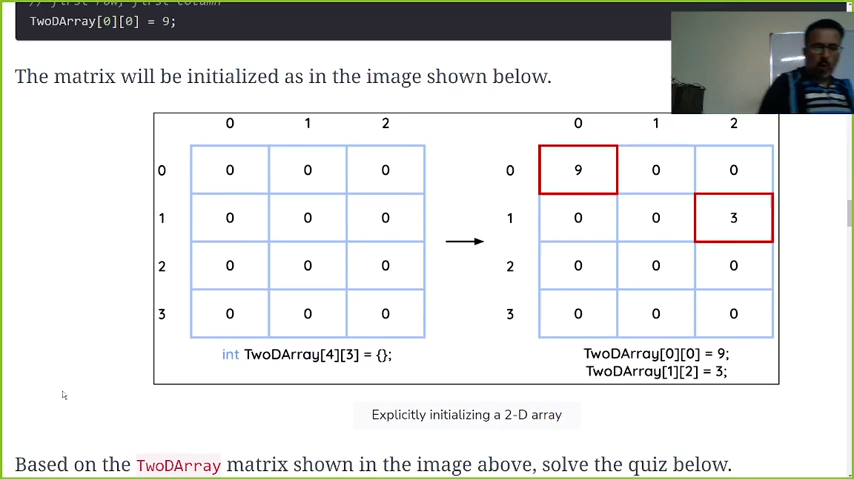 // first row, first column
TwoDArray[0][0] = 9;
The matrix will be initialized as in the image shown below.
0 1 2 0 1 2
0 0 0 0 0 9 0 0
1 0 0 0 1 0 0 3
2 0 0 0 2 0 0 0
3 0 0 0 3 0 0 0
int TwoDArray[4][3] = {};
TwoDArray[0][0] = 9;
TwoDArray[1][2] = 3;
Explicitly initializing a 2-D array
Based on the TwoDArray matrix shown in the image above, solve the quiz below.